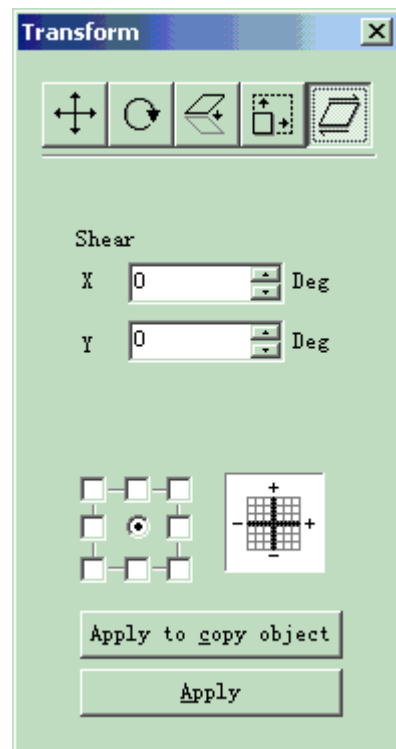 Transform
Shear
X 0 Deg
Y 0 Deg
+
- +
-
Apply to copy object
Apply